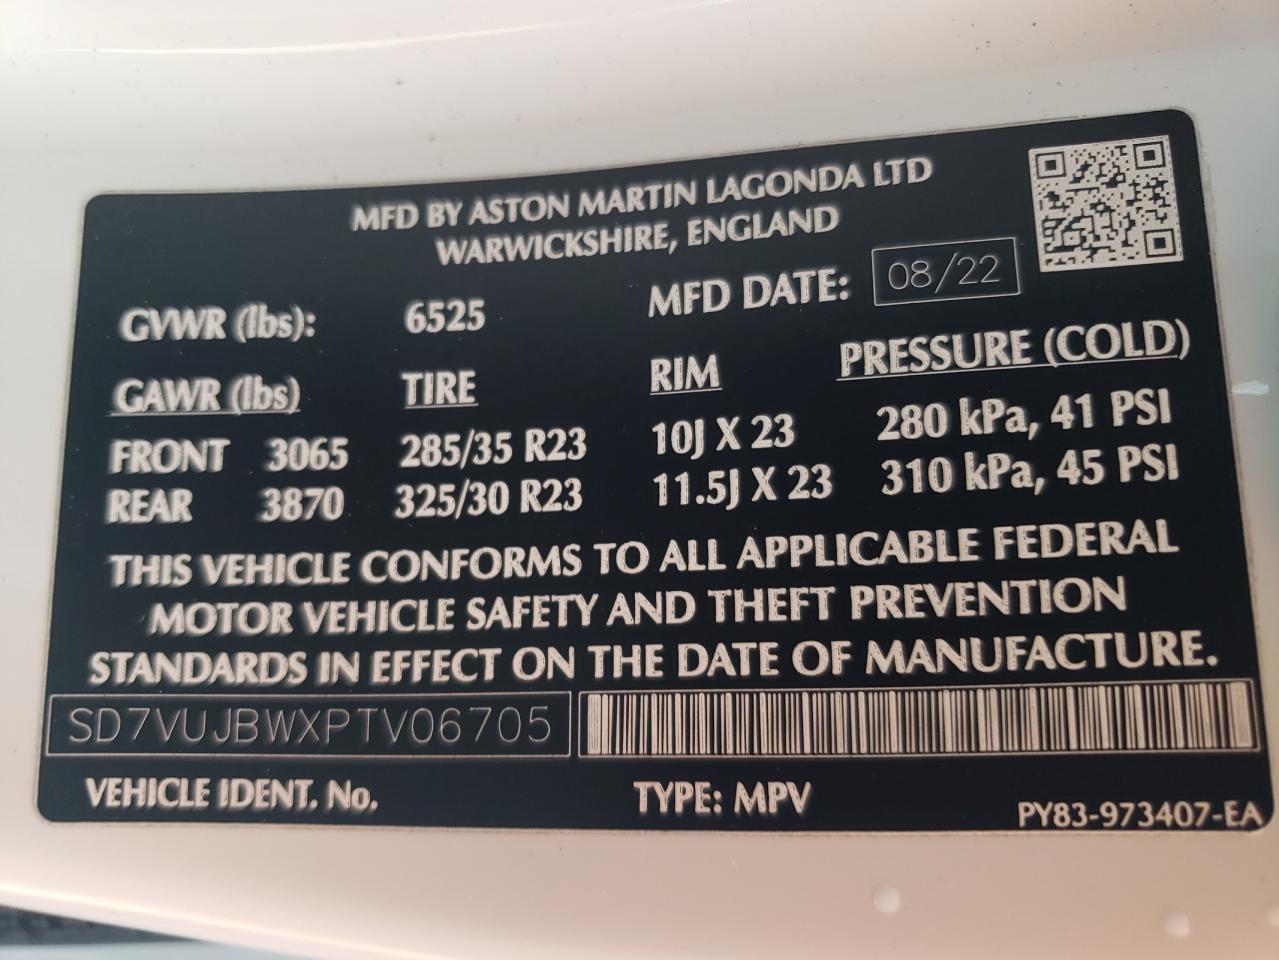 MFD BY ASTON MARTIN LAGONDA LTD
WARWICKSHIRE, ENGLAND
GVWR (lbs): 6525 MFD DATE: 08/22
GAWR (lbs) TIRE RIM PRESSURE (COLD)
FRONT 3065 285/35 R23 10J X 23 280 kPa, 41 PSI
REAR 3870 325/30 R23 11.5J X 23 310 kPa, 45 PSI
THIS VEHICLE CONFORMS TO ALL APPLICABLE FEDERAL
MOTOR VEHICLE SAFETY AND THEFT PREVENTION
STANDARDS IN EFFECT ON THE DATE OF MANUFACTURE.
SD7VUJBWXPTV06705
VEHICLE IDENT. No. TYPE: MPV PY83-973407-EA